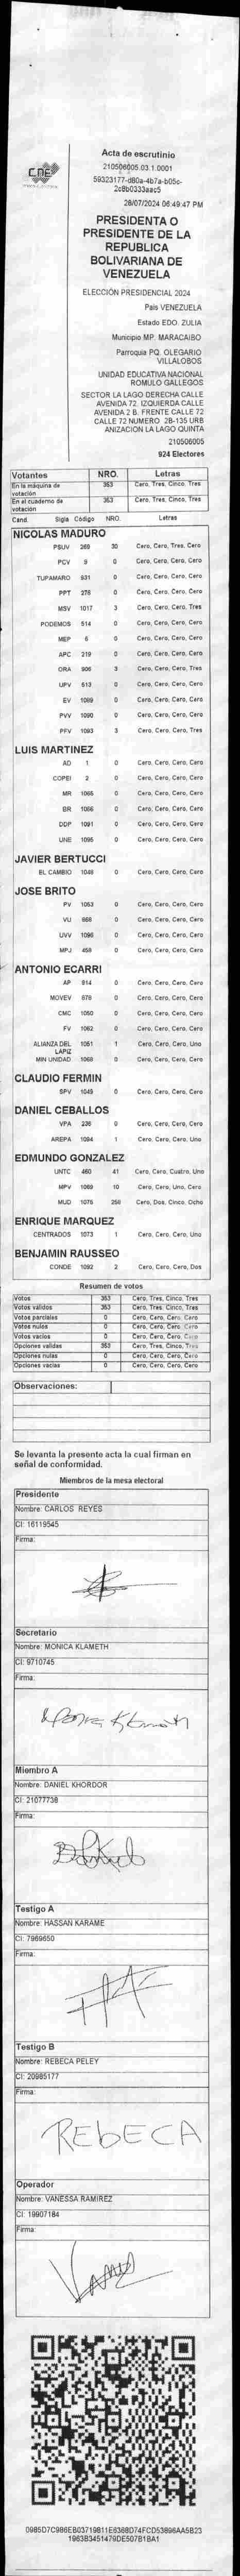 CNE
Acta de escrutinio
210506005.03.1.0001
59323177-d80a-4b7a-b05c-
2c8b0333aac5
28/07/2024 06:49:47 PM
PRESIDENTA O
PRESIDENTE DE LA
REPUBLICA
BOLIVARIANA DE
VENEZUELA
ELECCIÓN PRESIDENCIAL 2024
País VENEZUELA
Estado EDO. ZULIA
Municipio MP. MARACAIBO
Parroquia PQ. OLEGARIO
VILLALOBOS
UNIDAD EDUCATIVA NACIONAL
ROMULO GALLEGOS
SECTOR LA LAGO DERECHA CALLE
AVENIDA 72. IZQUIERDA CALLE
AVENIDA 2 B. FRENTE CALLE 72
CALLE 72 NUMERO 2B-135 URB
ANIZACION LA LAGO QUINTA
210506005
924 Electores
Votantes NRO. Letras
En la máquina de votación 353 Cero, Tres, Cinco, Tres
En el cuaderno de votación 353 Cero, Tres, Cinco, Tres
Cand. Sigla Código NRO. Letras
NICOLAS MADURO
PSUV 269 30 Cero, Cero, Tres, Cero
PCV 9 0 Cero, Cero, Cero, Cero
TUPAMARO 931 0 Cero, Cero, Cero, Cero
PPT 278 0 Cero, Cero, Cero, Cero
MSV 1017 3 Cero, Cero, Cero, Tres
PODEMOS 514 0 Cero, Cero, Cero, Cero
MEP 6 0 Cero, Cero, Cero, Cero
APC 219 0 Cero, Cero, Cero, Cero
ORA 906 3 Cero, Cero, Cero, Tres
UPV 613 0 Cero, Cero, Cero, Cero
EV 1089 0 Cero, Cero, Cero, Cero
PVV 1090 0 Cero, Cero, Cero, Cero
PFV 1093 3 Cero, Cero, Cero, Tres
LUIS MARTINEZ
AD 1 0 Cero, Cero, Cero, Cero
COPEI 2 0 Cero, Cero, Cero, Cero
MR 1065 0 Cero, Cero, Cero, Cero
BR 1066 0 Cero, Cero, Cero, Cero
DDP 1091 0 Cero, Cero, Cero, Cero
UNE 1095 0 Cero, Cero, Cero, Cero
JAVIER BERTUCCI
EL CAMBIO 1048 0 Cero, Cero, Cero, Cero
JOSE BRITO
PV 1053 0 Cero, Cero, Cero, Cero
VU 868 0 Cero, Cero, Cero, Cero
UVV 1096 0 Cero, Cero, Cero, Cero
MPJ 458 0 Cero, Cero, Cero, Cero
ANTONIO ECARRI
AP 914 0 Cero, Cero, Cero, Cero
MOVEV 878 0 Cero, Cero, Cero, Cero
CMC 1050 0 Cero, Cero, Cero, Cero
FV 1062 0 Cero, Cero, Cero, Cero
ALIANZA DEL LAPIZ 1051 1 Cero, Cero, Cero, Uno
MIN UNIDAD 1068 0 Cero, Cero, Cero, Cero
CLAUDIO FERMIN
SPV 1049 0 Cero, Cero, Cero, Cero
DANIEL CEBALLOS
VPA 238 0 Cero, Cero, Cero, Cero
AREPA 1094 1 Cero, Cero, Cero, Uno
EDMUNDO GONZALEZ
UNTC 460 41 Cero, Cero, Cuatro, Uno
MPV 1069 10 Cero, Cero, Uno, Cero
MUD 1076 258 Cero, Dos, Cinco, Ocho
ENRIQUE MARQUEZ
CENTRADOS 1073 1 Cero, Cero, Cero, Uno
BENJAMIN RAUSSEO
CONDE 1092 2 Cero, Cero, Cero, Dos
Resumen de votos
Votos 353 Cero, Tres, Cinco, Tres
Votos validos 353 Cero, Tres, Cinco, Tres
Votos parciales 0 Cero, Cero, Cero, Cero
Votos nulos 0 Cero, Cero, Cero, Cero
Votos vacios 0 Cero, Cero, Cero, Cero
Opciones validas 353 Cero, Tres, Cinco, Tres
Opciones nulas 0 Cero, Cero, Cero, Cero
Opciones vacias 0 Cero, Cero, Cero, Cero
Observaciones:
Se levanta la presente acta la cual firman en
señal de conformidad.
Miembros de la mesa electoral
Presidente
Nombre: CARLOS REYES
CI: 16119545
Firma:
Secretario
Nombre: MONICA KLAMETH
CI: 9710745
Firma:
Miembro A
Nombre: DANIEL KHORDOR
CI: 21077738
Firma:
Testigo A
Nombre: HASSAN KARAME
CI: 7969650
Firma:
Testigo B
Nombre: REBECA PELEY
CI: 20985177
Firma:
REBECA
Operador
Nombre: VANESSA RAMIREZ
CI: 19907184
Firma:
0985D7C986EB03719811E6368D74FCD53696AA5B23
1963B3451479DE507B1BA1